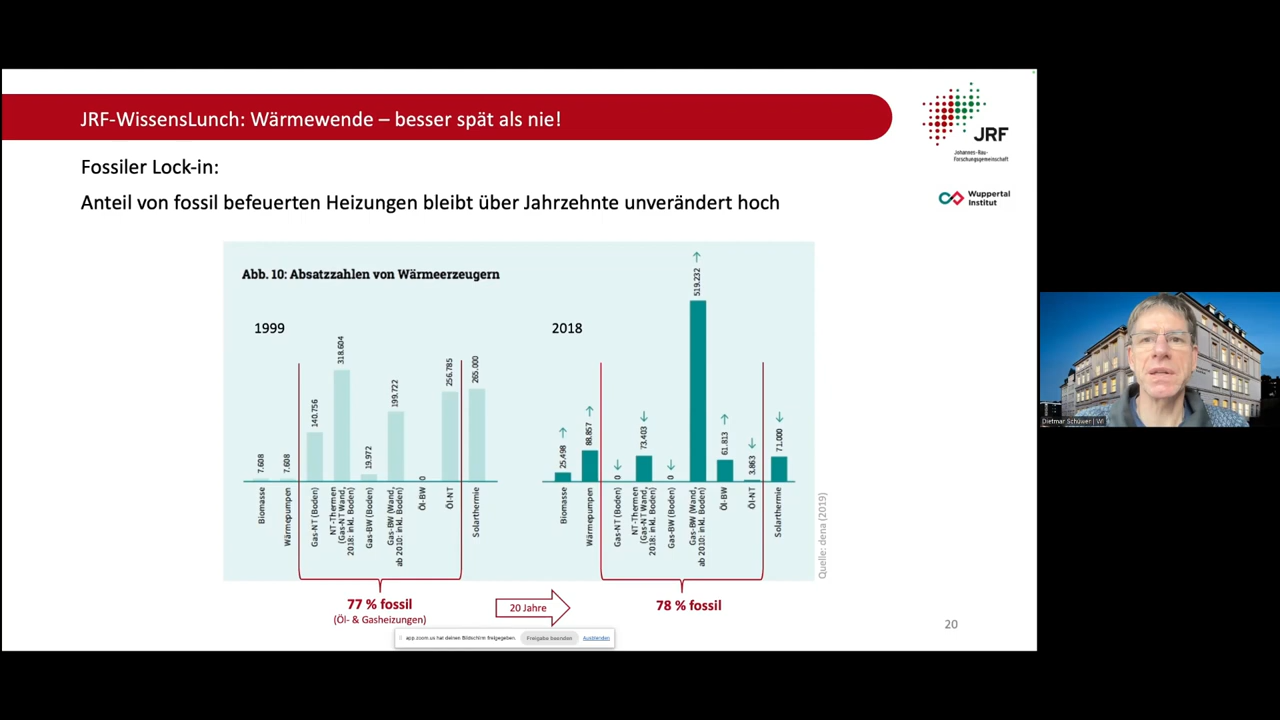 JRF-WissensLunch: Wärmewende – besser spät als nie!
JRF
Johannes-Rau-
Forschungsgemeinschaft
Wuppertal
Institut
Fossiler Lock-in:
Anteil von fossil befeuerten Heizungen bleibt über Jahrzehnte unverändert hoch
Abb. 10: Absatzzahlen von Wärmeerzeugern
1999
7.608
7.608
140.756
318.604
19.972
199.722
0
256.785
265.000
Biomasse
Wärmepumpen
Gas-NT (Boden)
NT-Thermen
(Gas-NT Wand,
2018: inkl. Boden)
Gas-BW (Boden)
Gas-BW (Wand,
ab 2010: inkl. Boden)
Öl-BW
Öl-NT
Solarthermie
2018
25.498
88.857
0
73.403
0
519.232
61.813
3.863
71.000
Biomasse
Wärmepumpen
Gas-NT (Boden)
NT-Thermen
(Gas-NT Wand,
2018: inkl. Boden)
Gas-BW (Boden)
Gas-BW (Wand,
ab 2010: inkl. Boden)
Öl-BW
Öl-NT
Solarthermie
Quelle: dena (2019)
77 % fossil
(Öl- & Gasheizungen)
20 Jahre
78 % fossil
20
app.zoom.us hat deinen Bildschirm freigegeben. Freigabe beenden Ausblenden
Dietmar Schüwer | WI